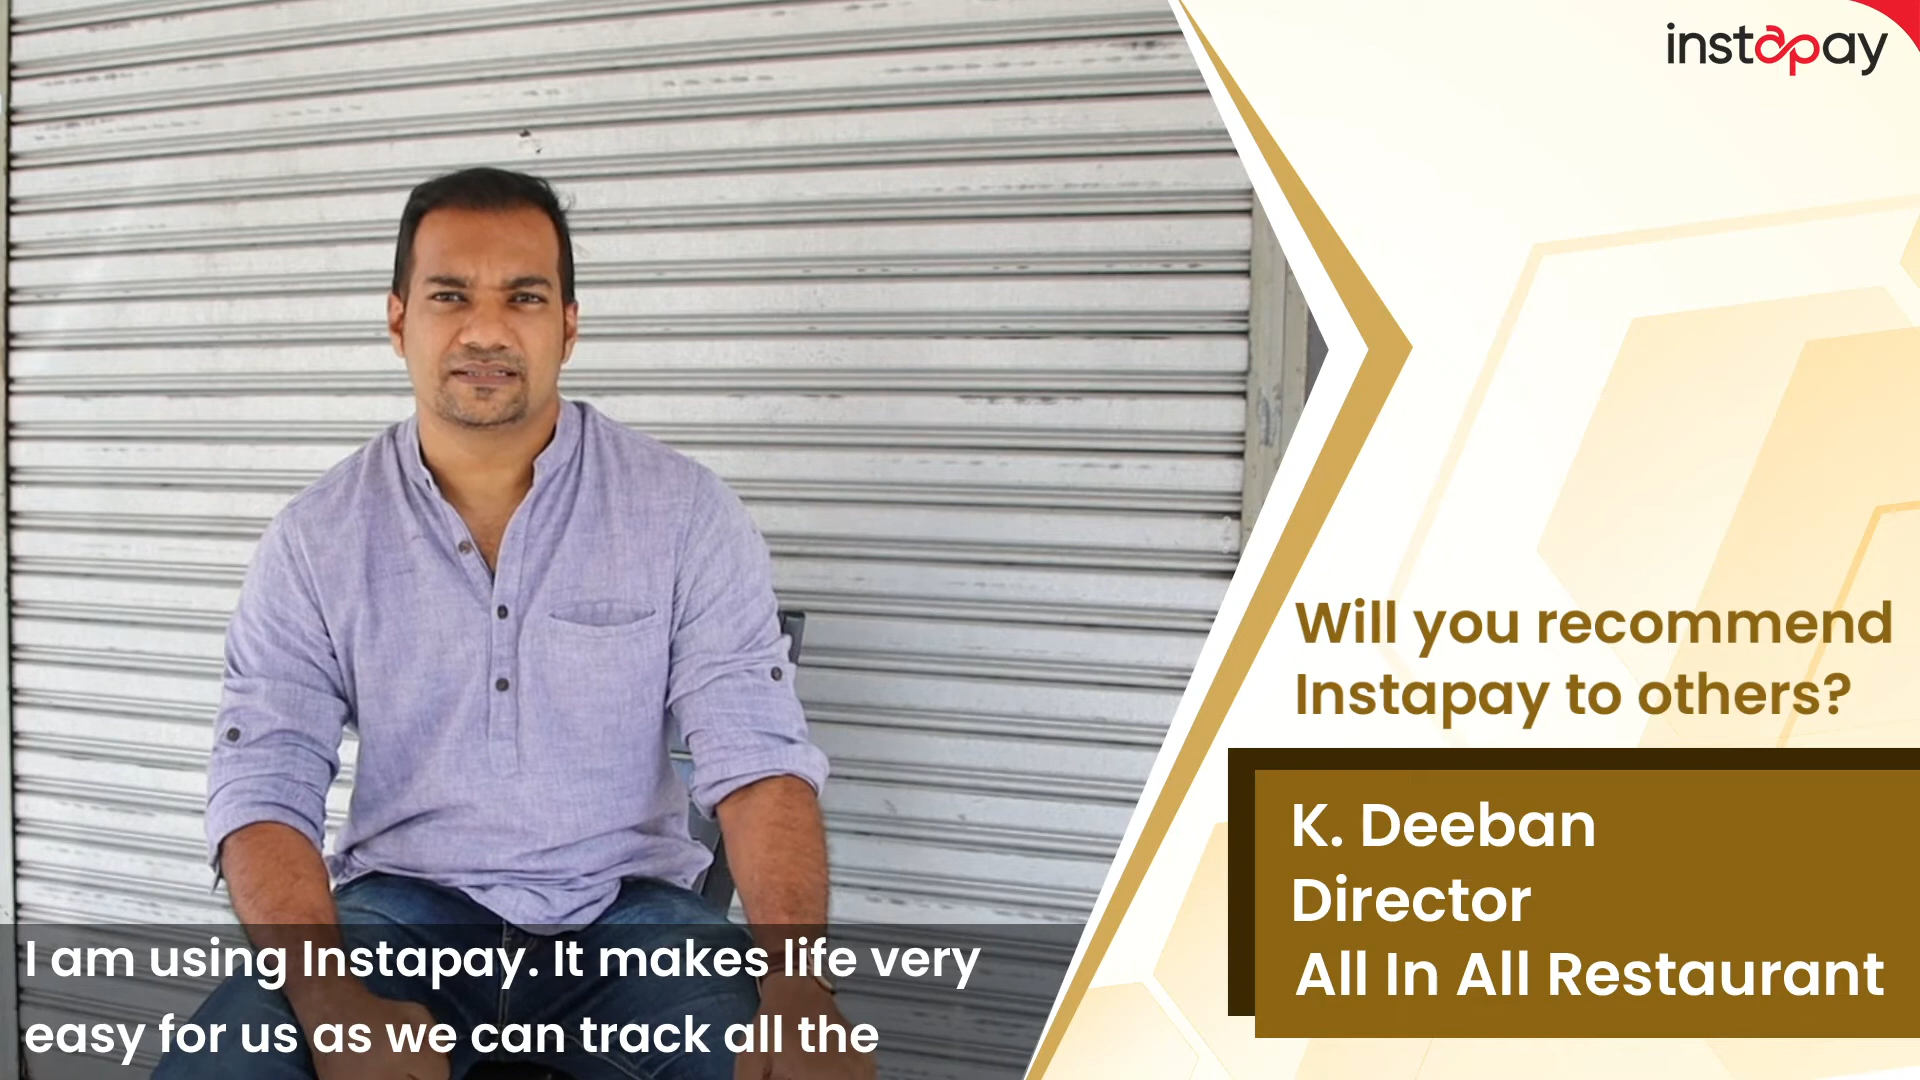 instapay
Will you recommend
Instapay to others?
K. Deeban
Director
All In All Restaurant
I am using Instapay. It makes life very
easy for us as we can track all the